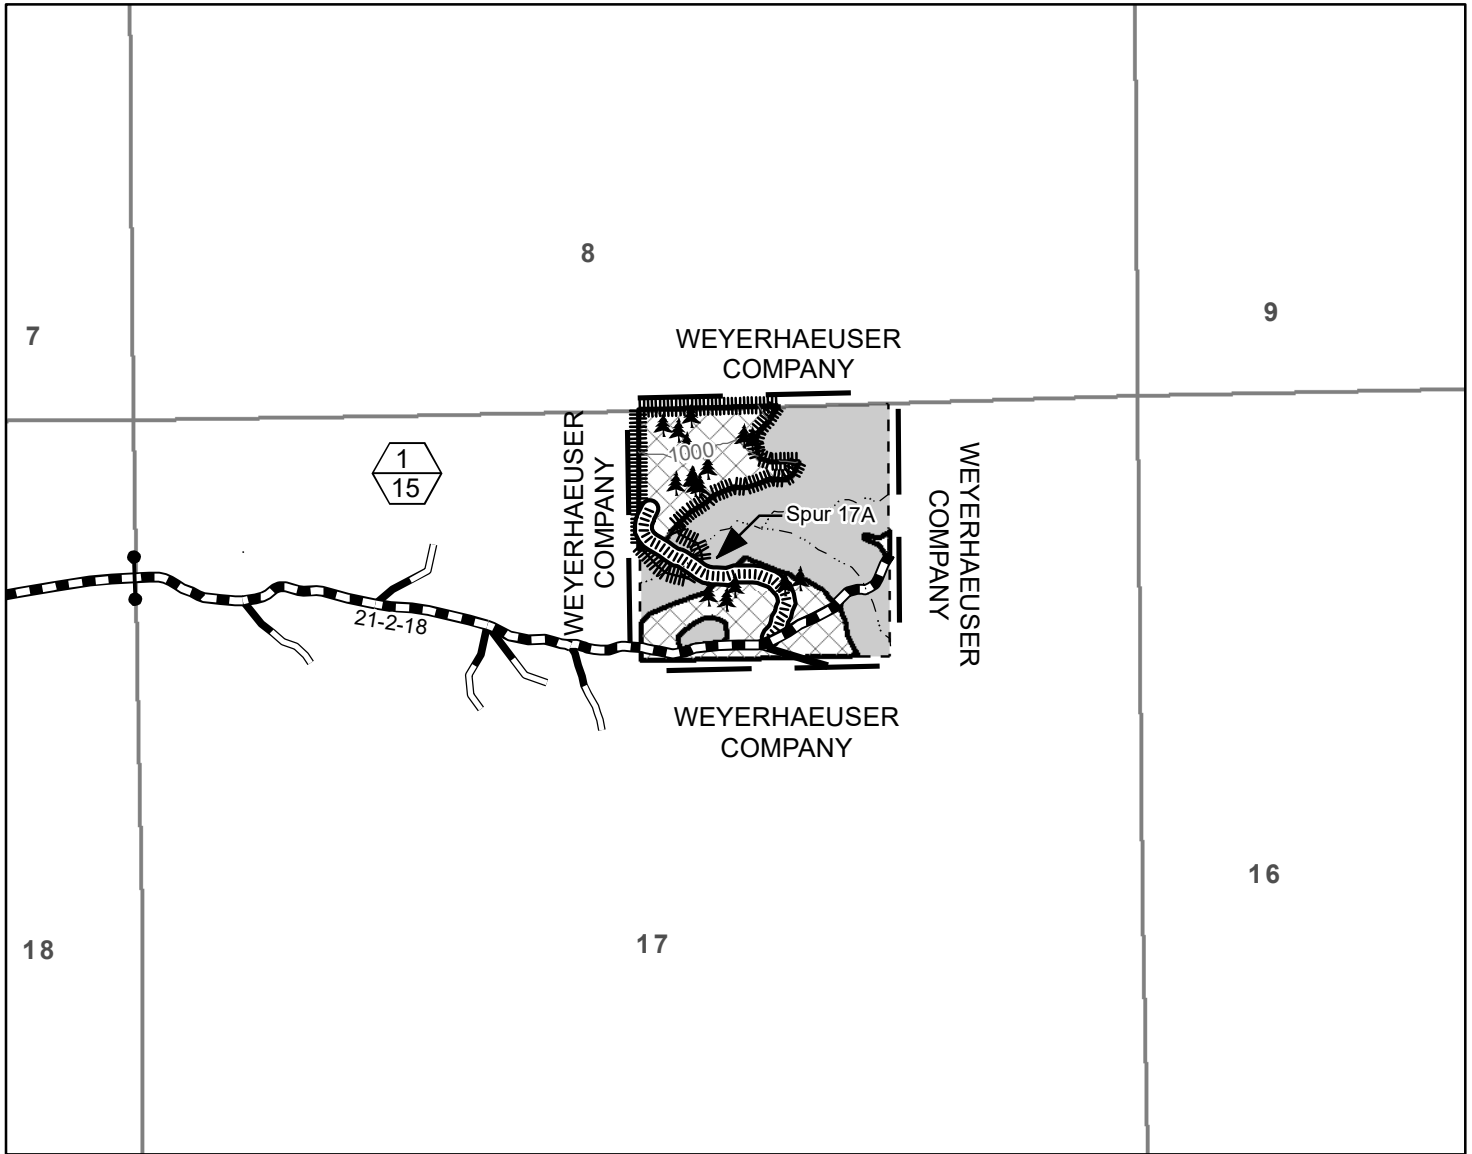 8
7
9
WEYERHAEUSER
COMPANY
1
15
WEYERHAEUSER
COMPANY
1000
WEYERHAEUSER
COMPANY
Spur 17A
21-2-18
WEYERHAEUSER
COMPANY
16
17
18